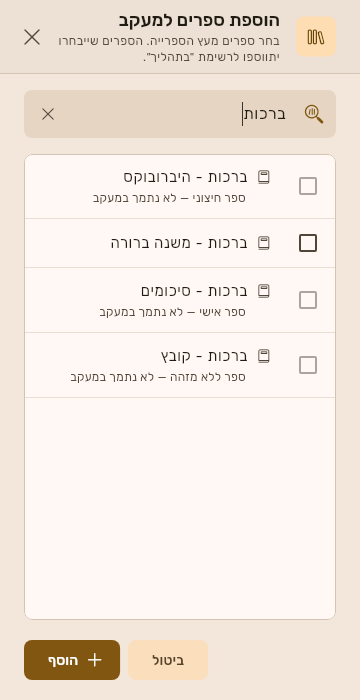 הוספת ספרים למעקב
בחר ספרים מעץ הספרייה. הספרים שייבחרו
יתווספו לרשימת "בתהליך".
ברכות
ברכות - היברובוקס
ספר חיצוני – לא נתמך במעקב
ברכות - משנה ברורה
ברכות - סיכומים
ספר אישי – לא נתמך במעקב
ברכות - קובץ
ספר ללא מזהה – לא נתמך במעקב
ביטול
הוסף